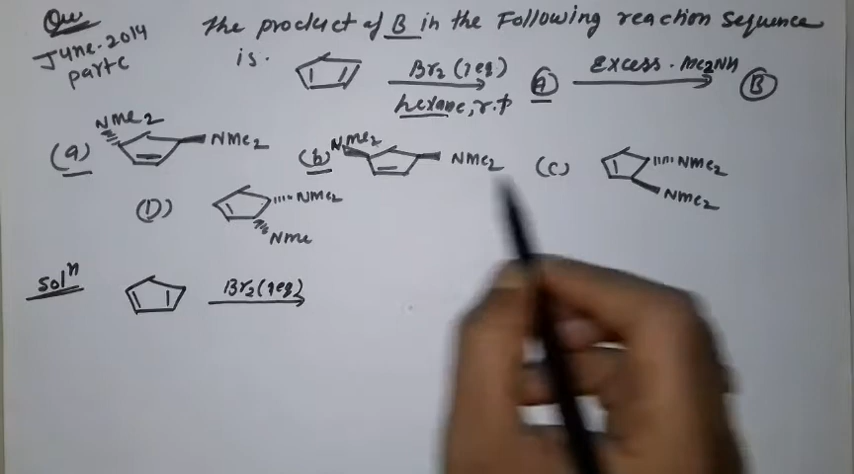 Qu The product of B in the Following reaction Sequence
June-2014 is.
Part C
Br2 (1eq)
hexane, r.t
A
Excess. Me2NH
B
(a) NMe2 NMe2
(b) NMe2 NMe2
(C) NMe2
NMe2
(D) NMe2
NMe
Solⁿ Br2 (1eq)